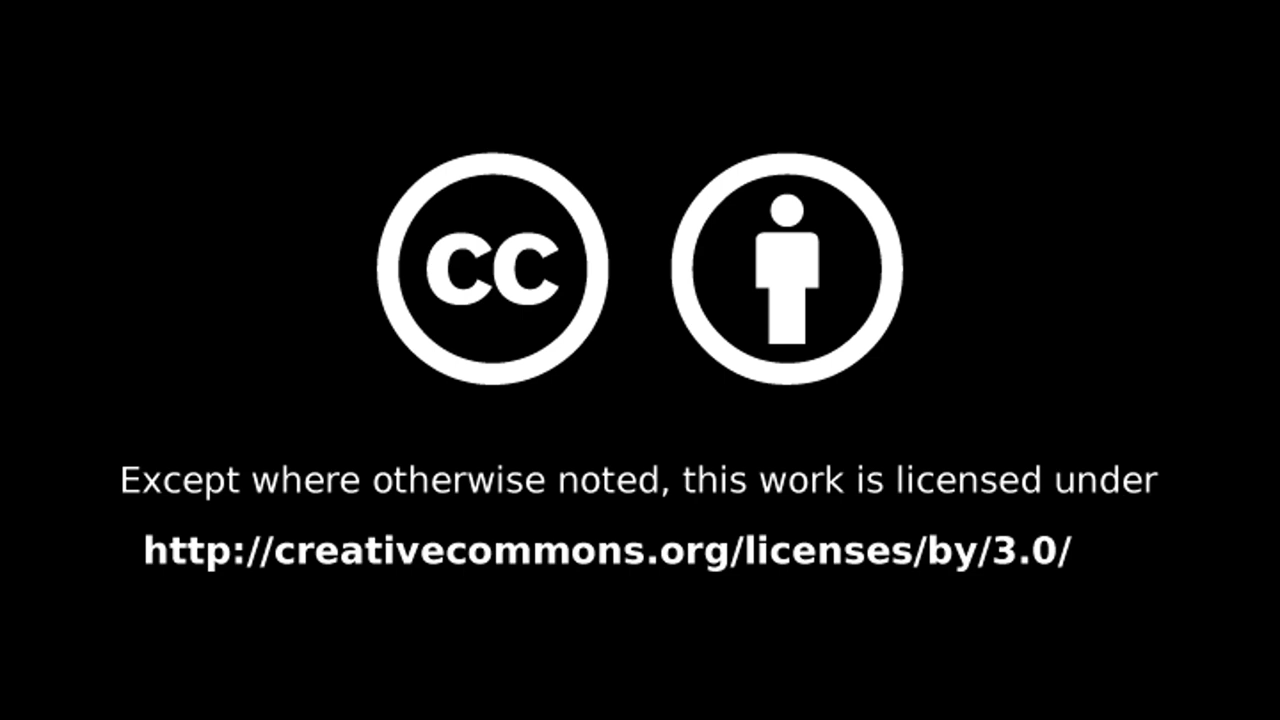 cc
Except where otherwise noted, this work is licensed under
http://creativecommons.org/licenses/by/3.0/